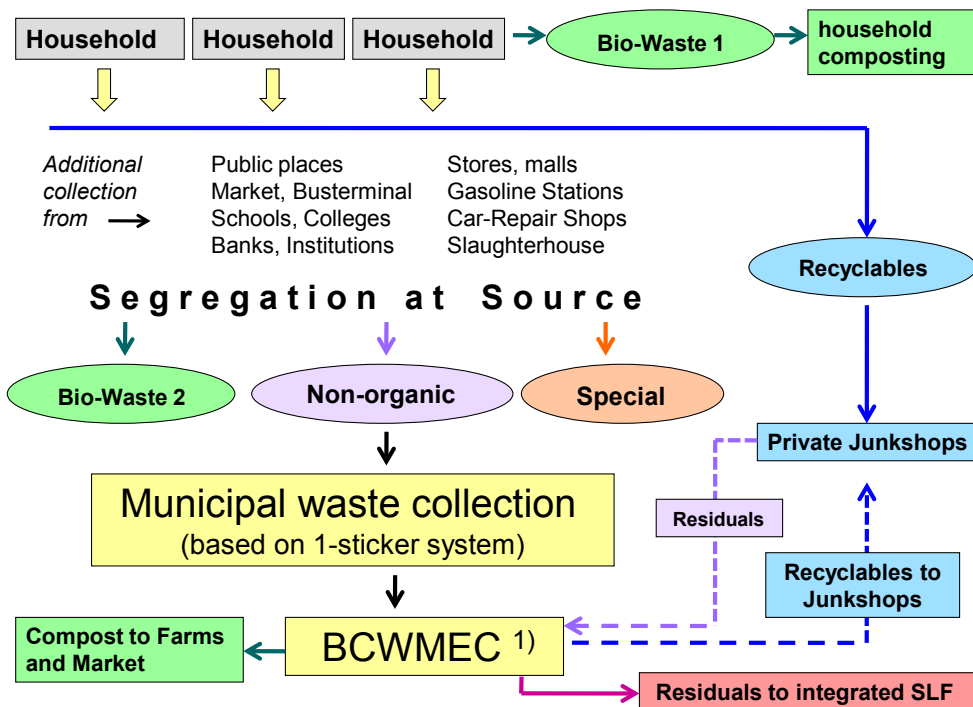 Household
Household
Household
Bio-Waste 1
household
composting
Additional
collection
from
Public places
Market, Busterminal
Schools, Colleges
Banks, Institutions
Stores, malls
Gasoline Stations
Car-Repair Shops
Slaughterhouse
Recyclables
Segregation at Source
Bio-Waste 2
Non-organic
Special
Private Junkshops
Municipal waste collection
(based on 1-sticker system)
Residuals
Recyclables to
Junkshops
Compost to Farms
and Market
BCWMEC 1)
Residuals to integrated SLF